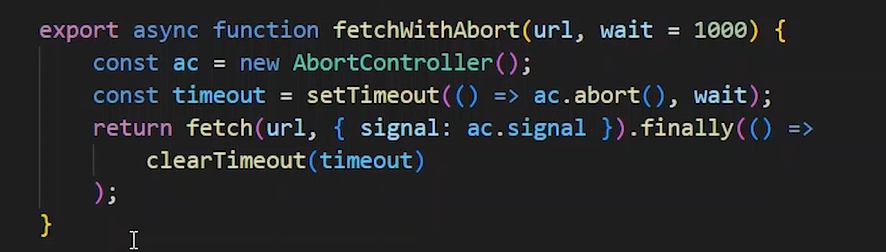 export async function fetchWithAbort(url, wait = 1000) {
const ac = new AbortController();
const timeout = setTimeout(() => ac.abort(), wait);
return fetch(url, { signal: ac.signal }).finally(() =>
clearTimeout(timeout)
);
}